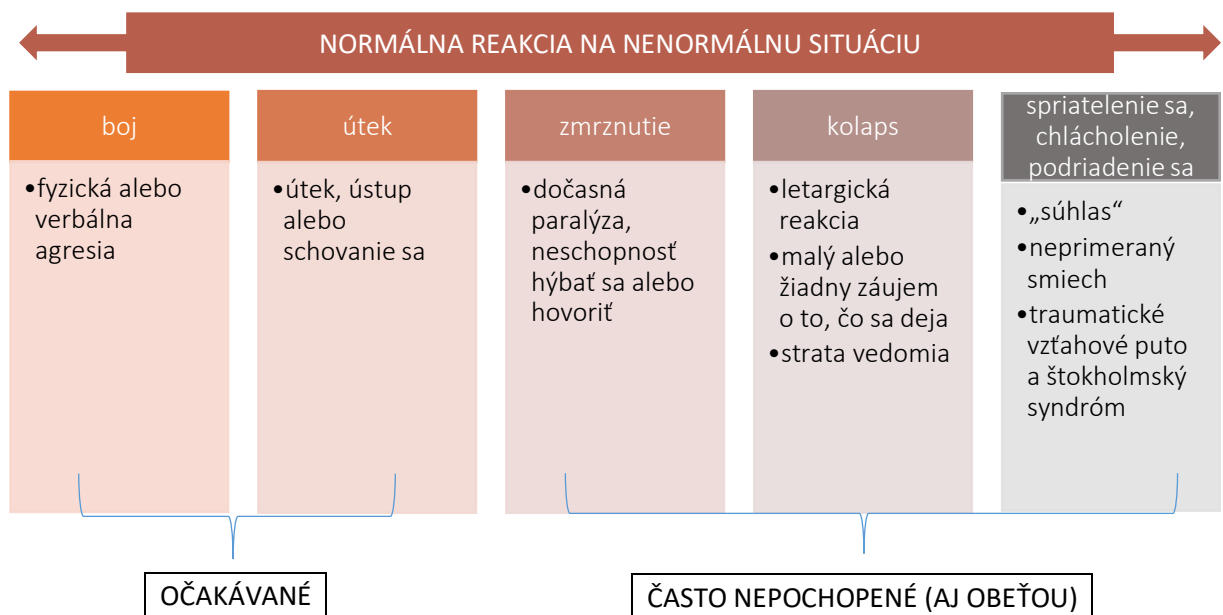 NORMÁLNA REAKCIA NA NENORMÁLNU SITUÁCIU
boj
•fyzická alebo
verbálna
agresia
útek
•útek, ústup
alebo
schovanie sa
zmrznutie
•dočasná
paralýza,
neschopnosť
hýbať sa alebo
hovoriť
kolaps
•letargická
reakcia
•malý alebo
žiadny záujem
o to, čo sa deja
•strata vedomia
spriatelenie sa,
chlácholenie,
podriadenie sa
•„súhlas“
•neprimeraný
smiech
•traumatické
vzťahové puto
a štokholmský
syndróm
OČAKÁVANÉ
ČASTO NEPOCHOPENÉ (AJ OBEŤOU)